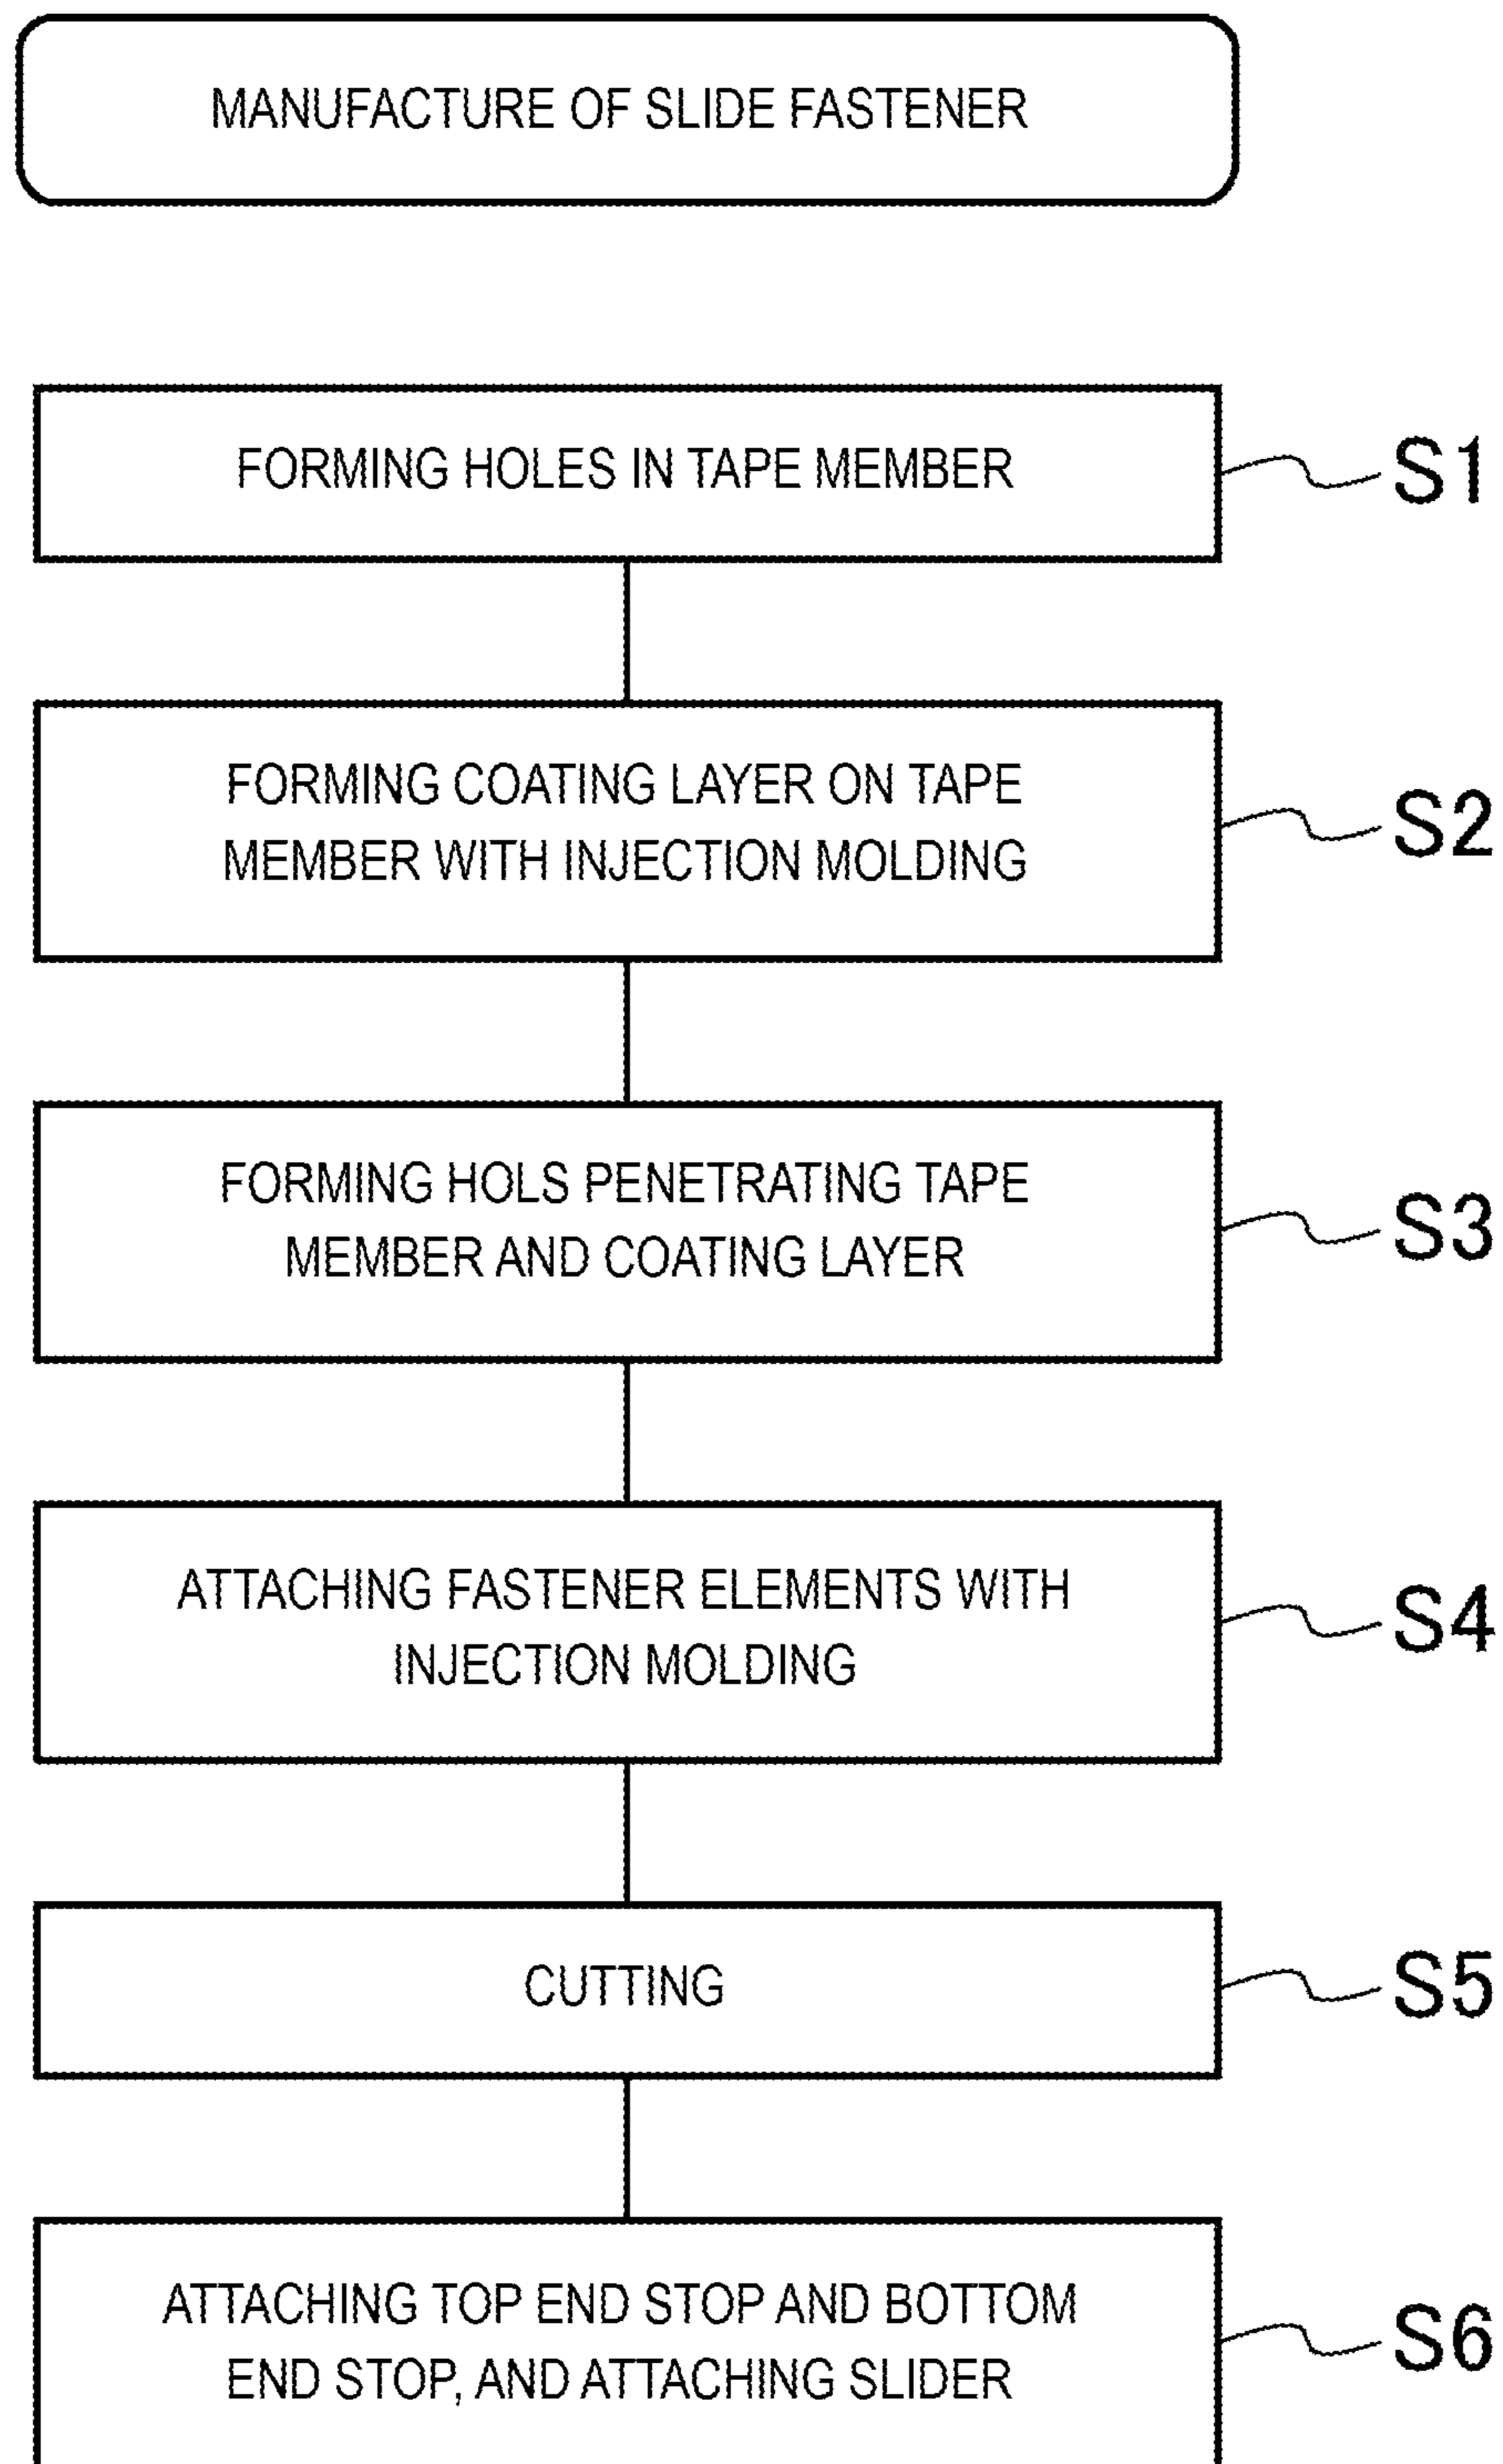 MANUFACTURE OF SLIDE FASTENER
FORMING HOLES IN TAPE MEMBER
S1
FORMING COATING LAYER ON TAPE
MEMBER WITH INJECTION MOLDING
S2
FORMING HOLS PENETRATING TAPE
MEMBER AND COATING LAYER
S3
ATTACHING FASTENER ELEMENTS WITH
INJECTION MOLDING
S4
CUTTING
S5
ATTACHING TOP END STOP AND BOTTOM
END STOP, AND ATTACHING SLIDER
S6